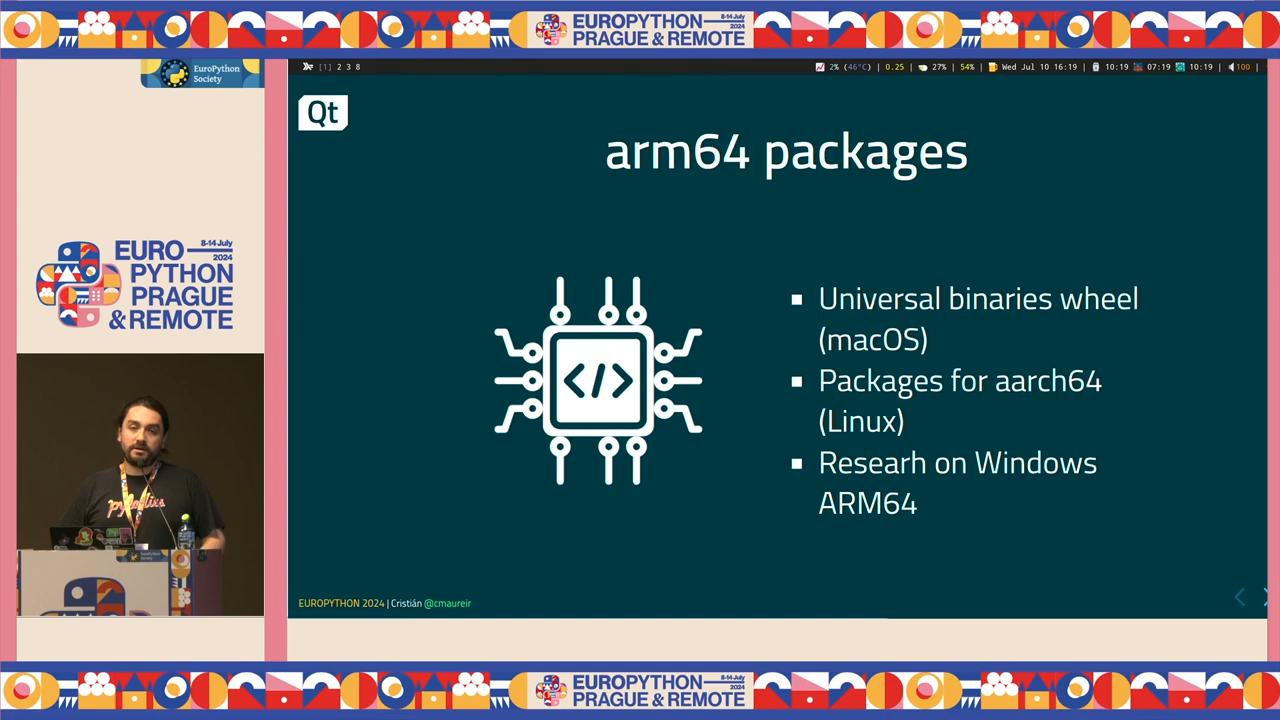 8-14 July
2024
EUROPYTHON
PRAGUE & REMOTE
EuroPython
Society
[1] 2 3 8
2% (46°C) | 0.25 | 27% | 54% | Wed Jul 10 16:19 | 10:19 07:19 10:19 | 100 |
Qt
arm64 packages
8-14 July
2024
EURO
PYTHON
PRAGUE
& REMOTE
Universal binaries wheel
(macOS)
</>
Packages for aarch64
(Linux)
Researh on Windows
ARM64
pyladies
EuroPython
Society
EUROPYTHON 2024 | Cristián @cmaureir
8-14 July
2024
EUROPYTHON
PRAGUE & REMOTE